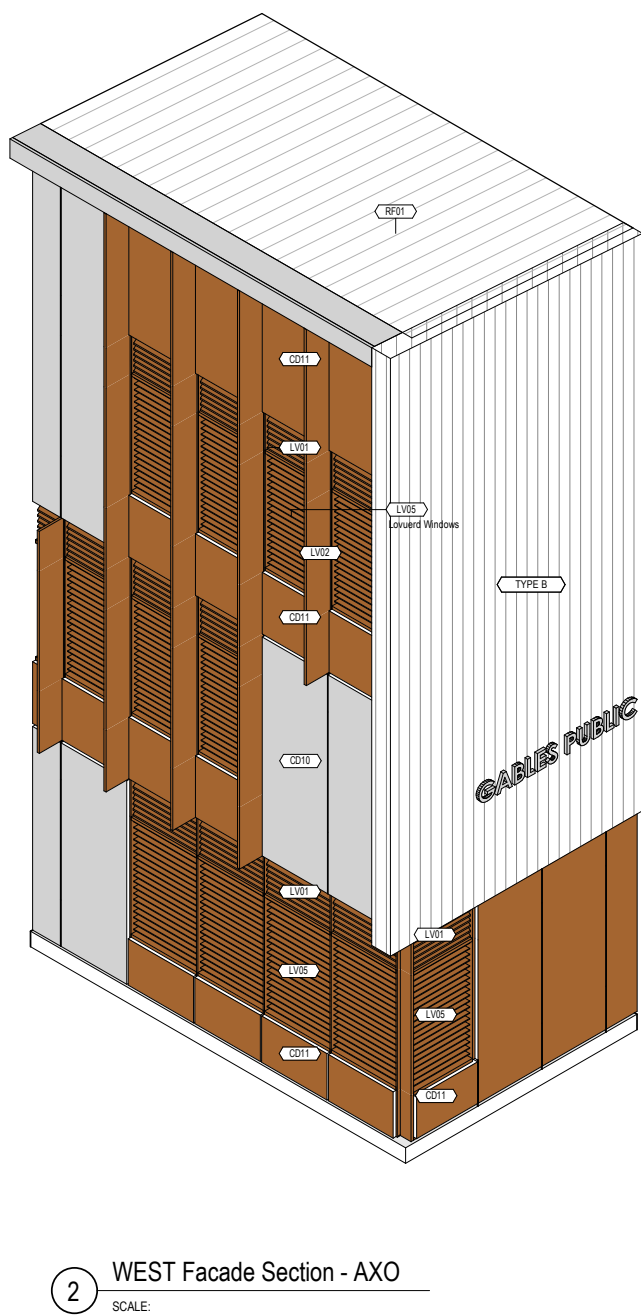 RF01
CD11
LV01
LV05
Lovuerd Windows
LV02
TYPE B
CD11
GABLES PUBLIC
CD10
LV01
LV01
LV05
LV05
CD11
CD11
2
WEST Facade Section - AXO
SCALE: